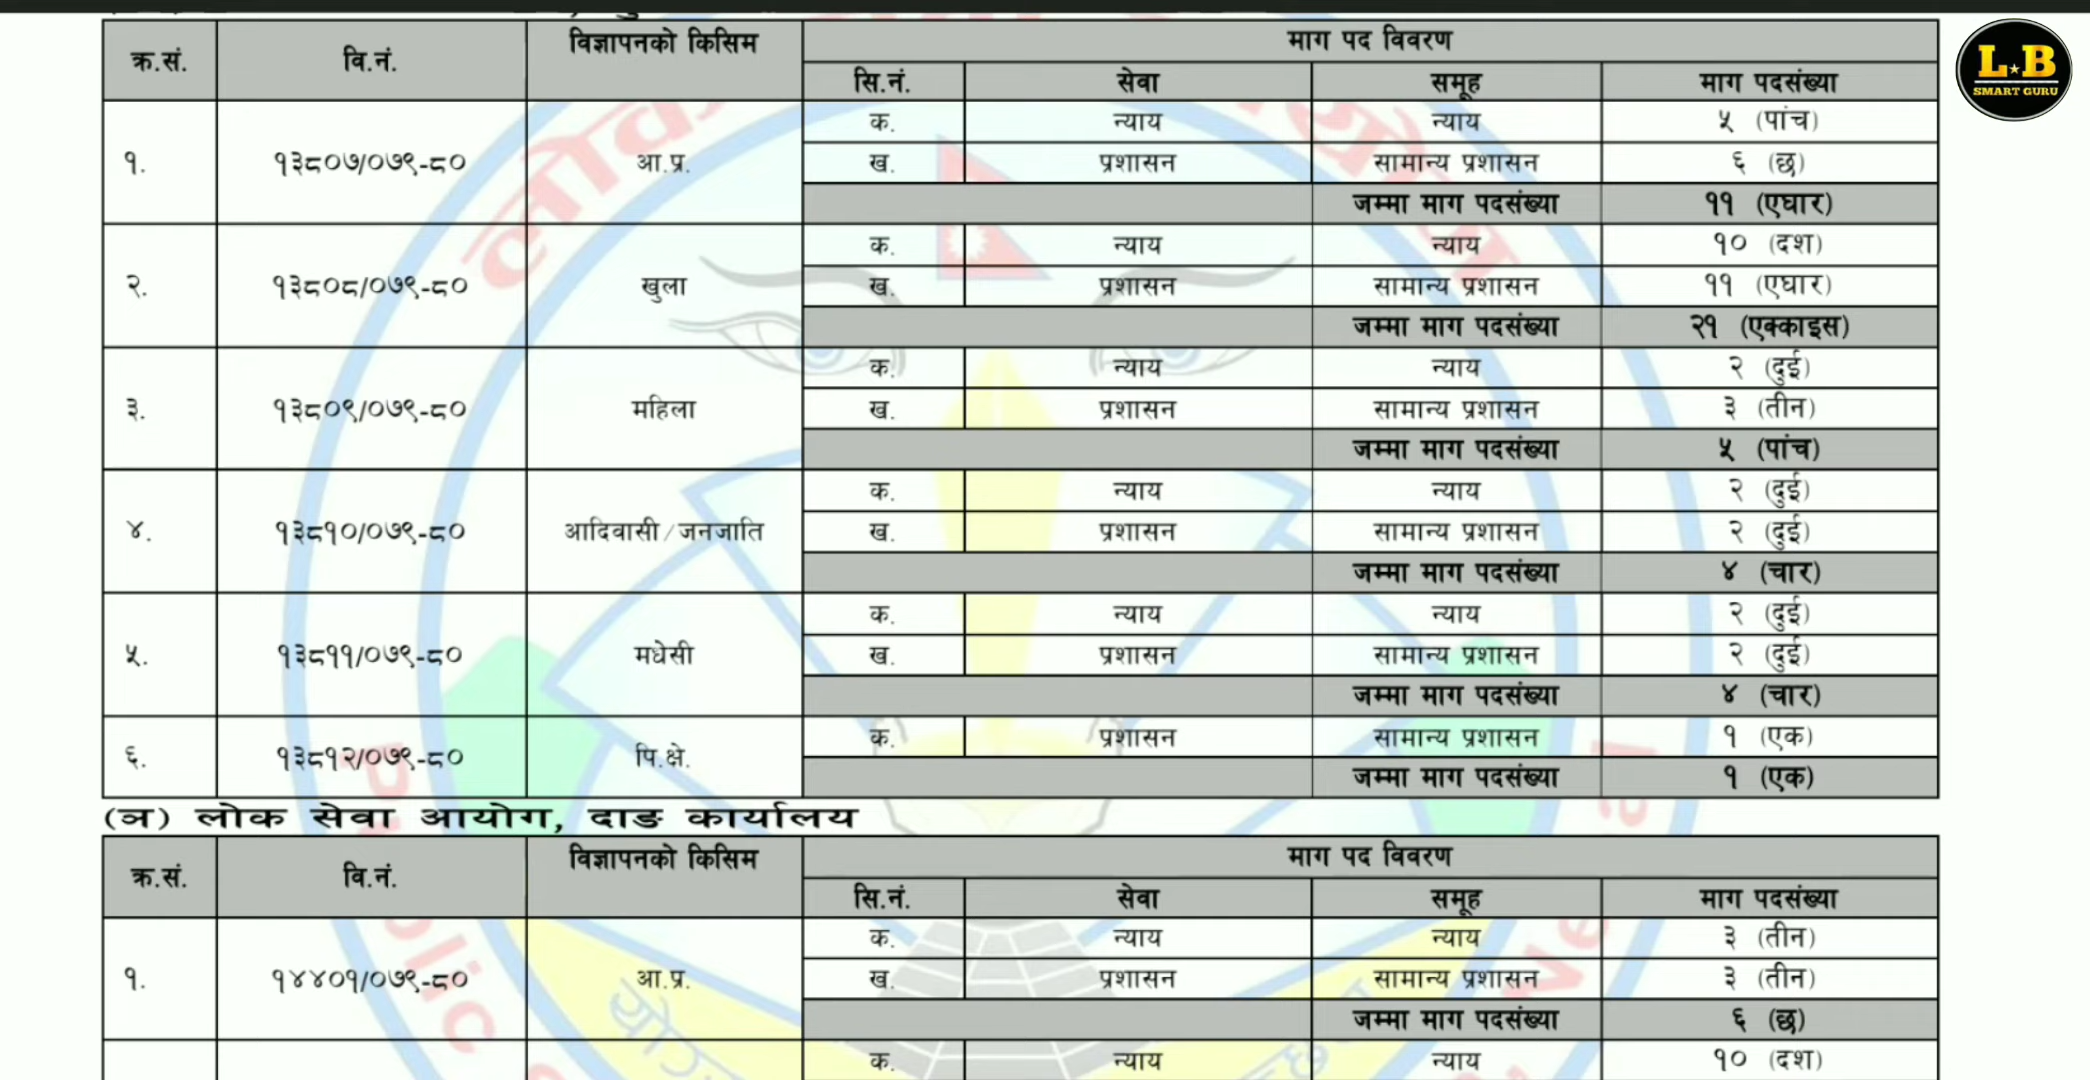 क्र.सं. वि.नं. विज्ञापनको किसिम माग पद विवरण
सि.नं. सेवा समूह माग पदसंख्या
L★B
SMART GURU
१. १३८०७/०७९-८० आ.प्र. क. न्याय न्याय ५ (पांच)
ख. प्रशासन सामान्य प्रशासन ६ (छ)
जम्मा माग पदसंख्या ११ (एघार)
२. १३८०८/०७९-८० खुला क. न्याय न्याय १० (दश)
ख. प्रशासन सामान्य प्रशासन ११ (एघार)
जम्मा माग पदसंख्या २१ (एक्काइस)
३. १३८०९/०७९-८० महिला क. न्याय न्याय २ (दुई)
ख. प्रशासन सामान्य प्रशासन ३ (तीन)
जम्मा माग पदसंख्या ५ (पांच)
४. १३८१०/०७९-८० आदिवासी/जनजाति क. न्याय न्याय २ (दुई)
ख. प्रशासन सामान्य प्रशासन २ (दुई)
जम्मा माग पदसंख्या ४ (चार)
५. १३८११/०७९-८० मधेसी क. न्याय न्याय २ (दुई)
ख. प्रशासन सामान्य प्रशासन २ (दुई)
जम्मा माग पदसंख्या ४ (चार)
६. १३८१२/०७९-८० पि.क्षे. क. प्रशासन सामान्य प्रशासन १ (एक)
जम्मा माग पदसंख्या १ (एक)
(ञ) लोक सेवा आयोग, दाङ कार्यालय
क्र.सं. वि.नं. विज्ञापनको किसिम माग पद विवरण
सि.नं. सेवा समूह माग पदसंख्या
१. १४४०१/०७९-८० आ.प्र. क. न्याय न्याय ३ (तीन)
ख. प्रशासन सामान्य प्रशासन ३ (तीन)
जम्मा माग पदसंख्या ६ (छ)
क. न्याय न्याय १० (दश)